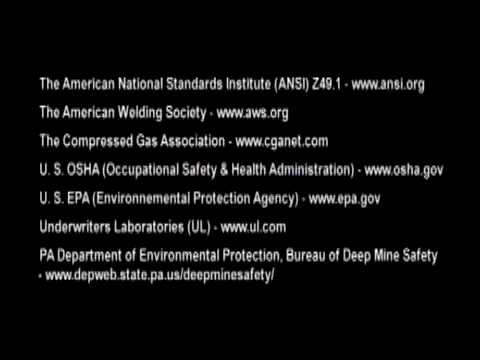 The American National Standards Institute (ANSI) Z49.1 - www.ansi.org
The American Welding Society - www.aws.org
The Compressed Gas Association - www.cganet.com
U. S. OSHA (Occupational Safety & Health Administration) - www.osha.gov
U. S. EPA (Environnemental Protection Agency) - www.epa.gov
Underwriters Laboratories (UL) - www.ul.com
PA Department of Environmental Protection, Bureau of Deep Mine Safety
- www.depweb.state.pa.us/deepminesafety/